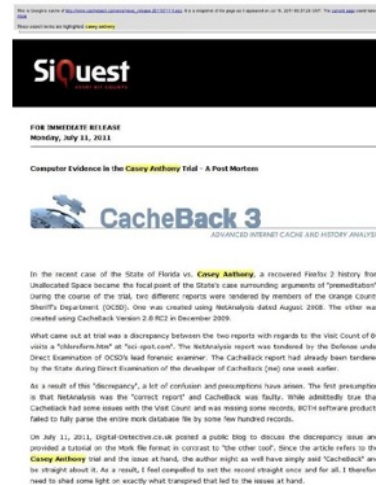 This is Google's cache of
These search terms are highlighted: casey anthony
SiQuest
FOR IMMEDIATE RELEASE
Monday, July 11, 2011
Computer Evidence in the Casey Anthony Trial - A Post Mortem
CacheBack 3
ADVANCED INTERNET CACHE AND HISTORY ANALYSIS
In the recent case of the State of Florida vs. Casey Anthony, a recovered Firefox 2 history from
Unallocated Space became the focal point of the State's case surrounding arguments of "premeditation".
During the course of the trial, two different reports were tendered by members of the Orange County
Sheriff's Department (OCSD). One was created using NetAnalysis dated August 2008. The other was
created using CacheBack Version 2.8 RC2 in December 2009.
What came out at trial was a discrepancy between the two reports with regards to the Visit Count of 84
visits a "chloroform.htm" at "sci-spot.com". The NetAnalysis report was tendered by the Defense under
Direct Examination of OCSD's lead forensic examiner. The CacheBack report had already been tendered
by the State during Direct Examination of the developer of CacheBack (me) one week earlier.
As a result of this "discrepancy", a lot of confusion and presumptions have arisen. The first presumption
is that NetAnalysis was the "correct report" and CacheBack was faulty. While admittedly true that
CacheBack had some issues with the Visit Count and was missing some records, BOTH software products
failed to fully parse the entire mork database file by some few hundred records.
On July 11, 2011, Digital-Detective.co.uk posted a public blog to discuss the discrepancy issue and
provided a tutorial on the Mork file format in contrast to "the other tool". Since the article refers to the
Casey Anthony trial and the issue at hand, the author might as well have simply said "CacheBack" and
be straight about it. As a result, I feel compelled to set the record straight once and for all. I therefore
need to shed some light on exactly what transpired that led to the issues at hand.